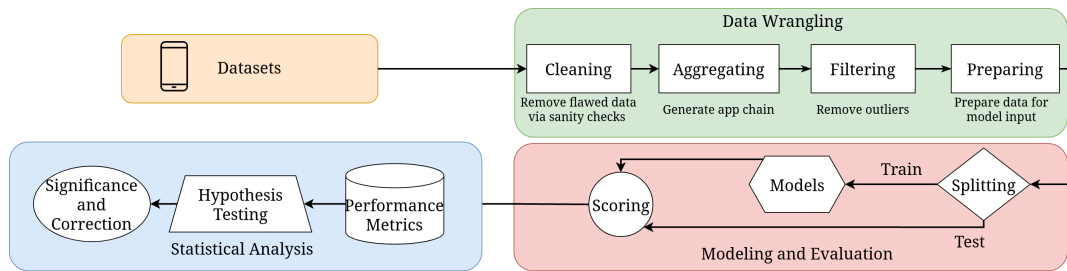 Data Wrangling
Datasets
Cleaning
Aggregating
Filtering
Preparing
Remove flawed data
via sanity checks
Generate app chain
Remove outliers
Prepare data for
model input
Significance
and
Correction
Hypothesis
Testing
Performance
Metrics
Statistical Analysis
Scoring
Models
Train
Splitting
Test
Modeling and Evaluation